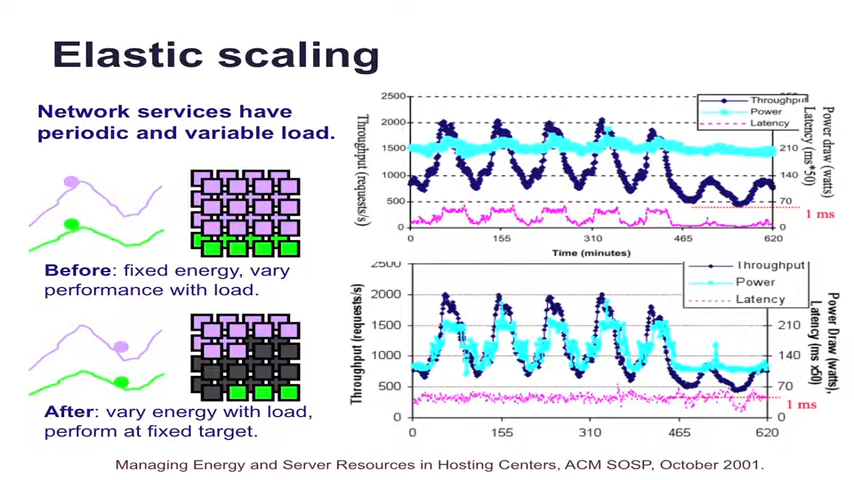 Elastic scaling
Network services have
periodic and variable load.
Before: fixed energy, vary
performance with load.
After: vary energy with load,
perform at fixed target.
2500
2000
1500
1000
500
0
Throughput (requests/s)
0 155 310 465 620
Time (minutes)
Throughput
Power
Latency
210
140
70
0
Power draw (watts)
Latency (ms*50)
1 ms
2500
2000
1500
1000
500
0
Throughput (requests/s)
0 155 310 465 620
Throughput
Power
Latency
210
140
70
0
Power Draw (watts),
Latency (ms x50)
1 ms
Managing Energy and Server Resources in Hosting Centers, ACM SOSP, October 2001.